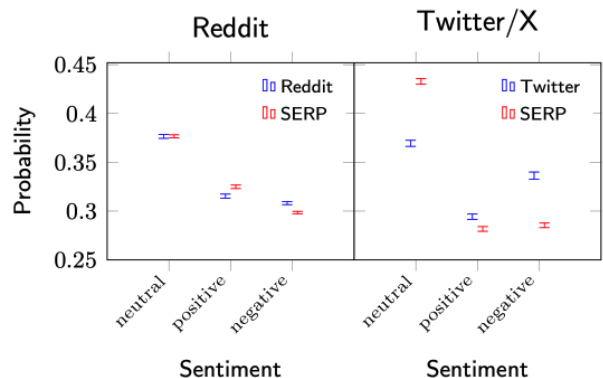 Reddit
Twitter/X
Probability
0.45
0.4
0.35
0.3
0.25
Reddit
SERP
Twitter
SERP
neutral
positive
negative
neutral
positive
negative
Sentiment
Sentiment